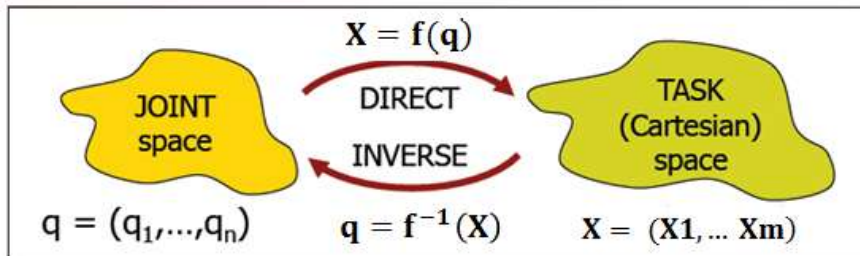 X = f(q)
JOINT
space
DIRECT
INVERSE
TASK
(Cartesian)
space
q = (q₁,...,qₙ)
q = f⁻¹(X)
X = (X1, ... Xm)